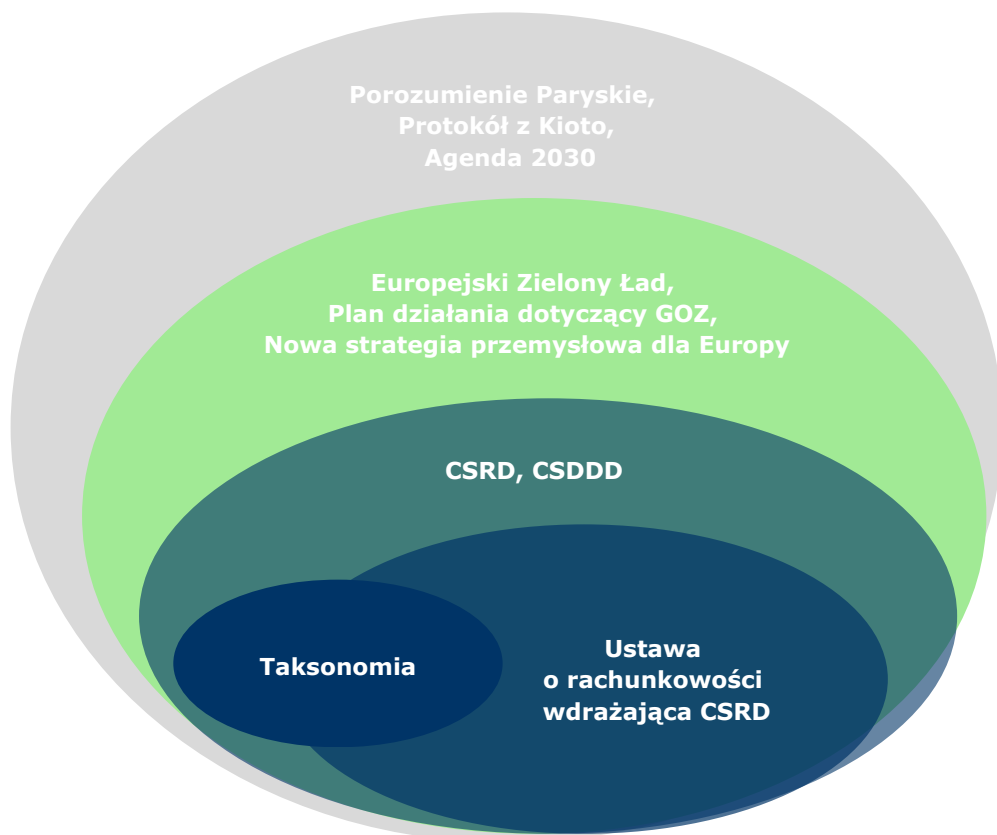 Porozumienie Paryskie,
Protokół z Kioto,
Agenda 2030
Europejski Zielony Ład,
Plan działania dotyczący GOZ,
Nowa strategia przemysłowa dla Europy
CSRD, CSDDD
Taksonomia
Ustawa
o rachunkowości
wdrażająca CSRD